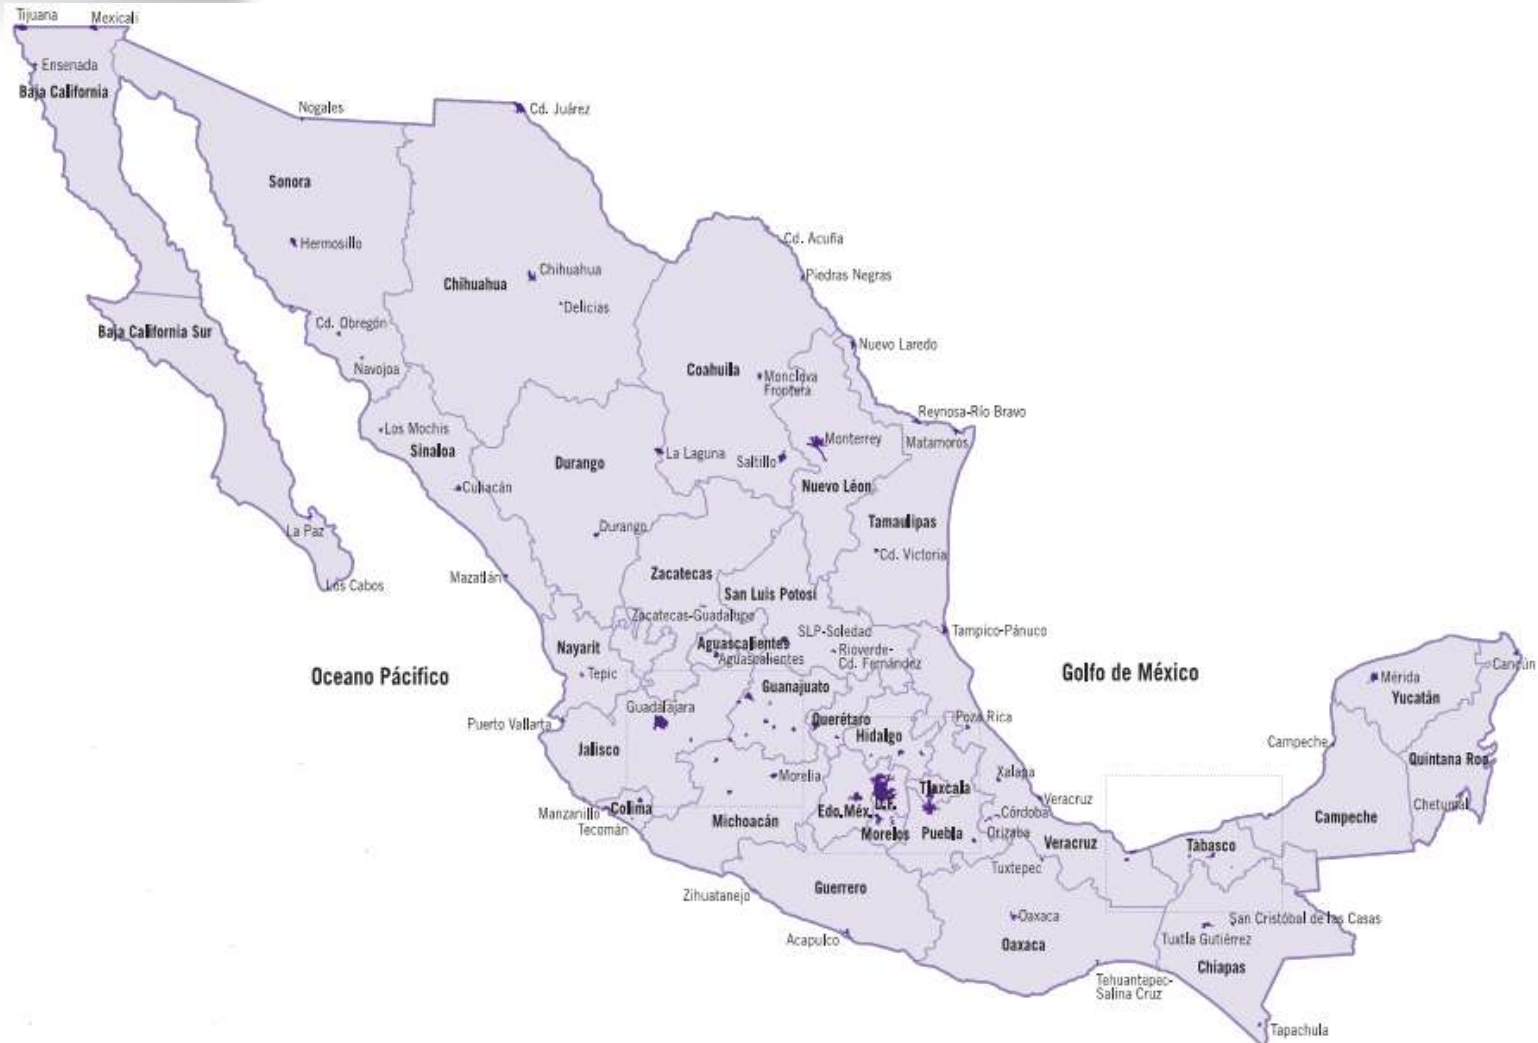 Tijuana
Mexicali
Ensenada
Baja California
Nogales
Cd. Juárez
Sonora
Hermosillo
Cd. Acuña
Chihuahua
Piedras Negras
Chihuahua
Delicias
Cd. Obregón
Baja California Sur
Nuevo Laredo
Navojoa
Coahuila
Monclova
Frontera
Reynosa-Río Bravo
Los Mochis
Monterrey
Matamoros
Sinaloa
La Laguna
Durango
Saltillo
Culiacán
Nuevo Léon
Tamaulipas
Durango
La Paz
Cd. Victoria
Zacatecas
Mazatlán
Los Cabos
San Luis Potosí
Zacatecas-Guadalupe
SLP-Soledad
Tampico-Pánuco
Aguascalientes
Nayarit
Rioverde-
Cd. Fernández
Aguascalientes
Cancún
Oceano Pácifico
Tepic
Golfo de México
Mérida
Guanajuato
Yucatán
Guadalajara
Querétaro
Poza Rica
Puerto Vallarta
Hidalgo
Campeche
Jalisco
Quintana Roo
Morelia
Xalapa
Tlaxcala
Veracruz
Chetumal
D.F.
Colima
Edo. Méx.
Córdoba
Manzanillo
Campeche
Michoacán
Tecomán
Morelos
Puebla
Orizaba
Veracruz
Tabasco
Tuxtepec
Guerrero
Zihuatanejo
Oaxaca
San Cristóbal de las Casas
Acapulco
Tuxtla Gutiérrez
Oaxaca
Chiapas
Tehuantepec-
Salina Cruz
Tapachula